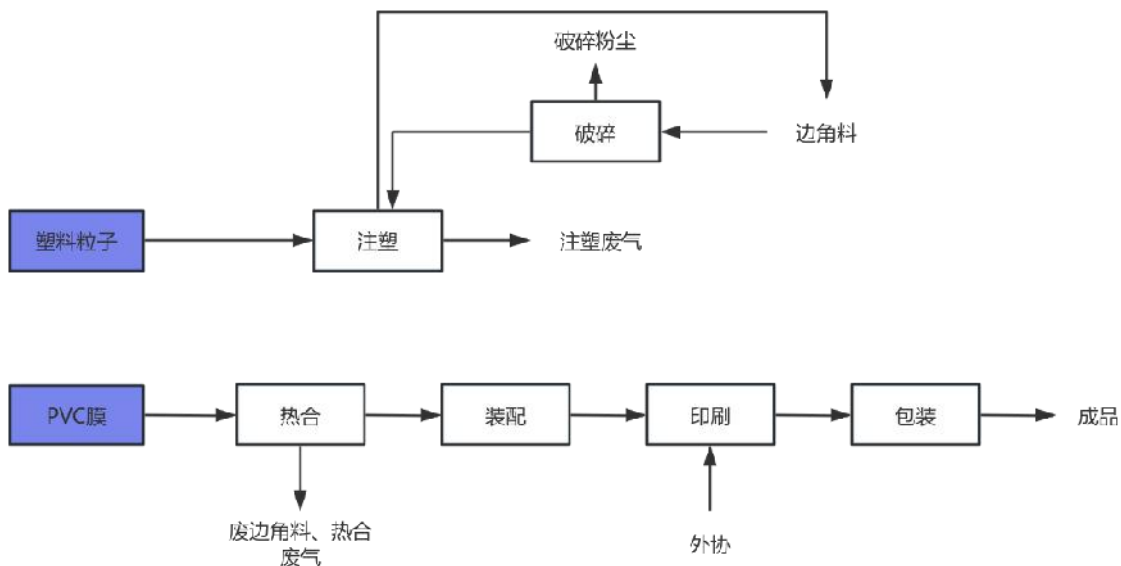 破碎粉尘
破碎
边角料
塑料粒子
注塑
注塑废气
PVC膜
热合
装配
印刷
包装
成品
废边角料、热合
废气
外协